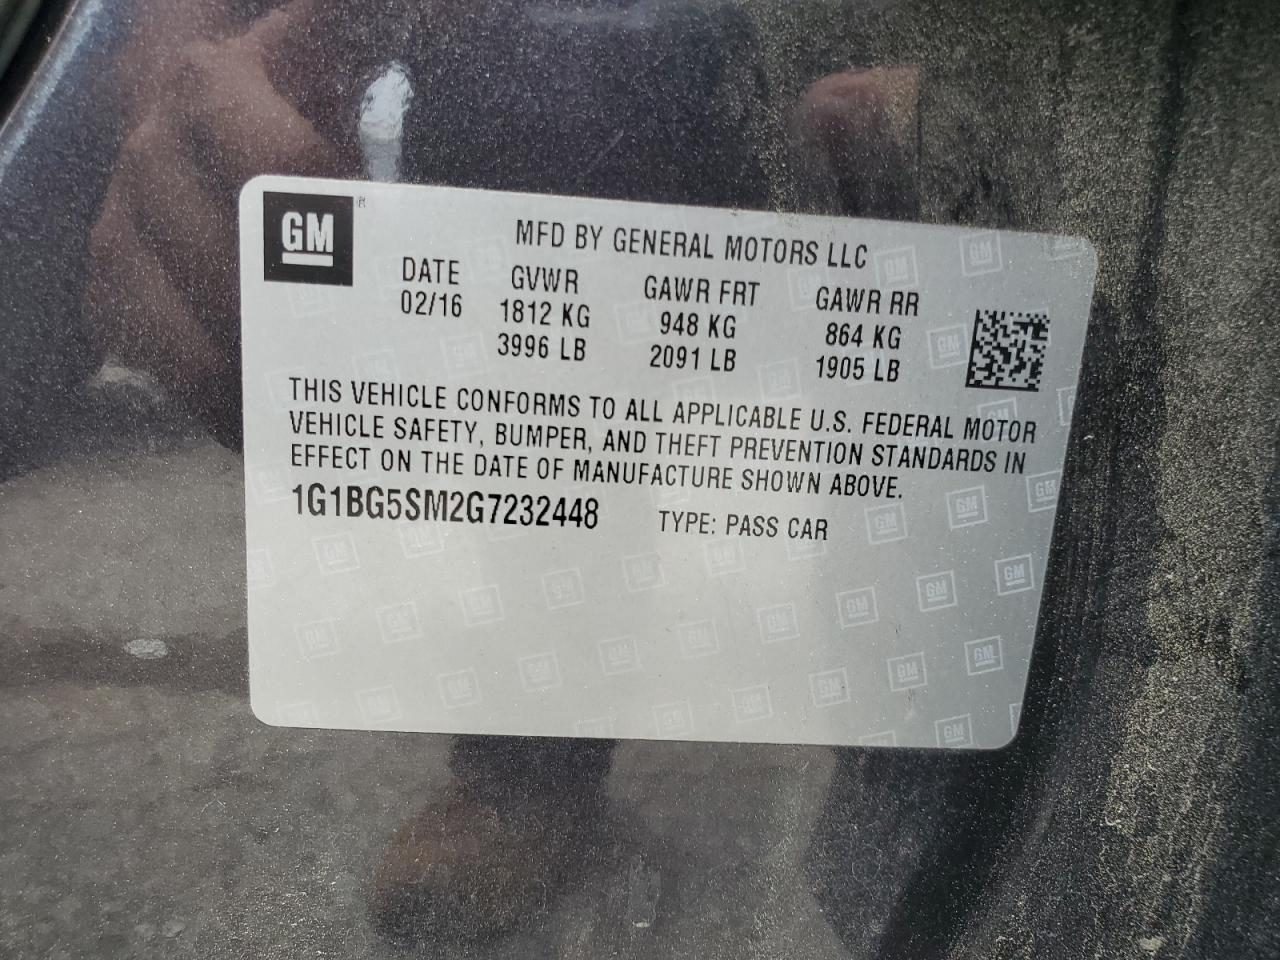 GM
MFD BY GENERAL MOTORS LLC
DATE GVWR GAWR FRT GAWR RR
02/16 1812 KG 948 KG 864 KG
3996 LB 2091 LB 1905 LB
THIS VEHICLE CONFORMS TO ALL APPLICABLE U.S. FEDERAL MOTOR
VEHICLE SAFETY, BUMPER, AND THEFT PREVENTION STANDARDS IN
EFFECT ON THE DATE OF MANUFACTURE SHOWN ABOVE.
1G1BG5SM2G7232448 TYPE: PASS CAR